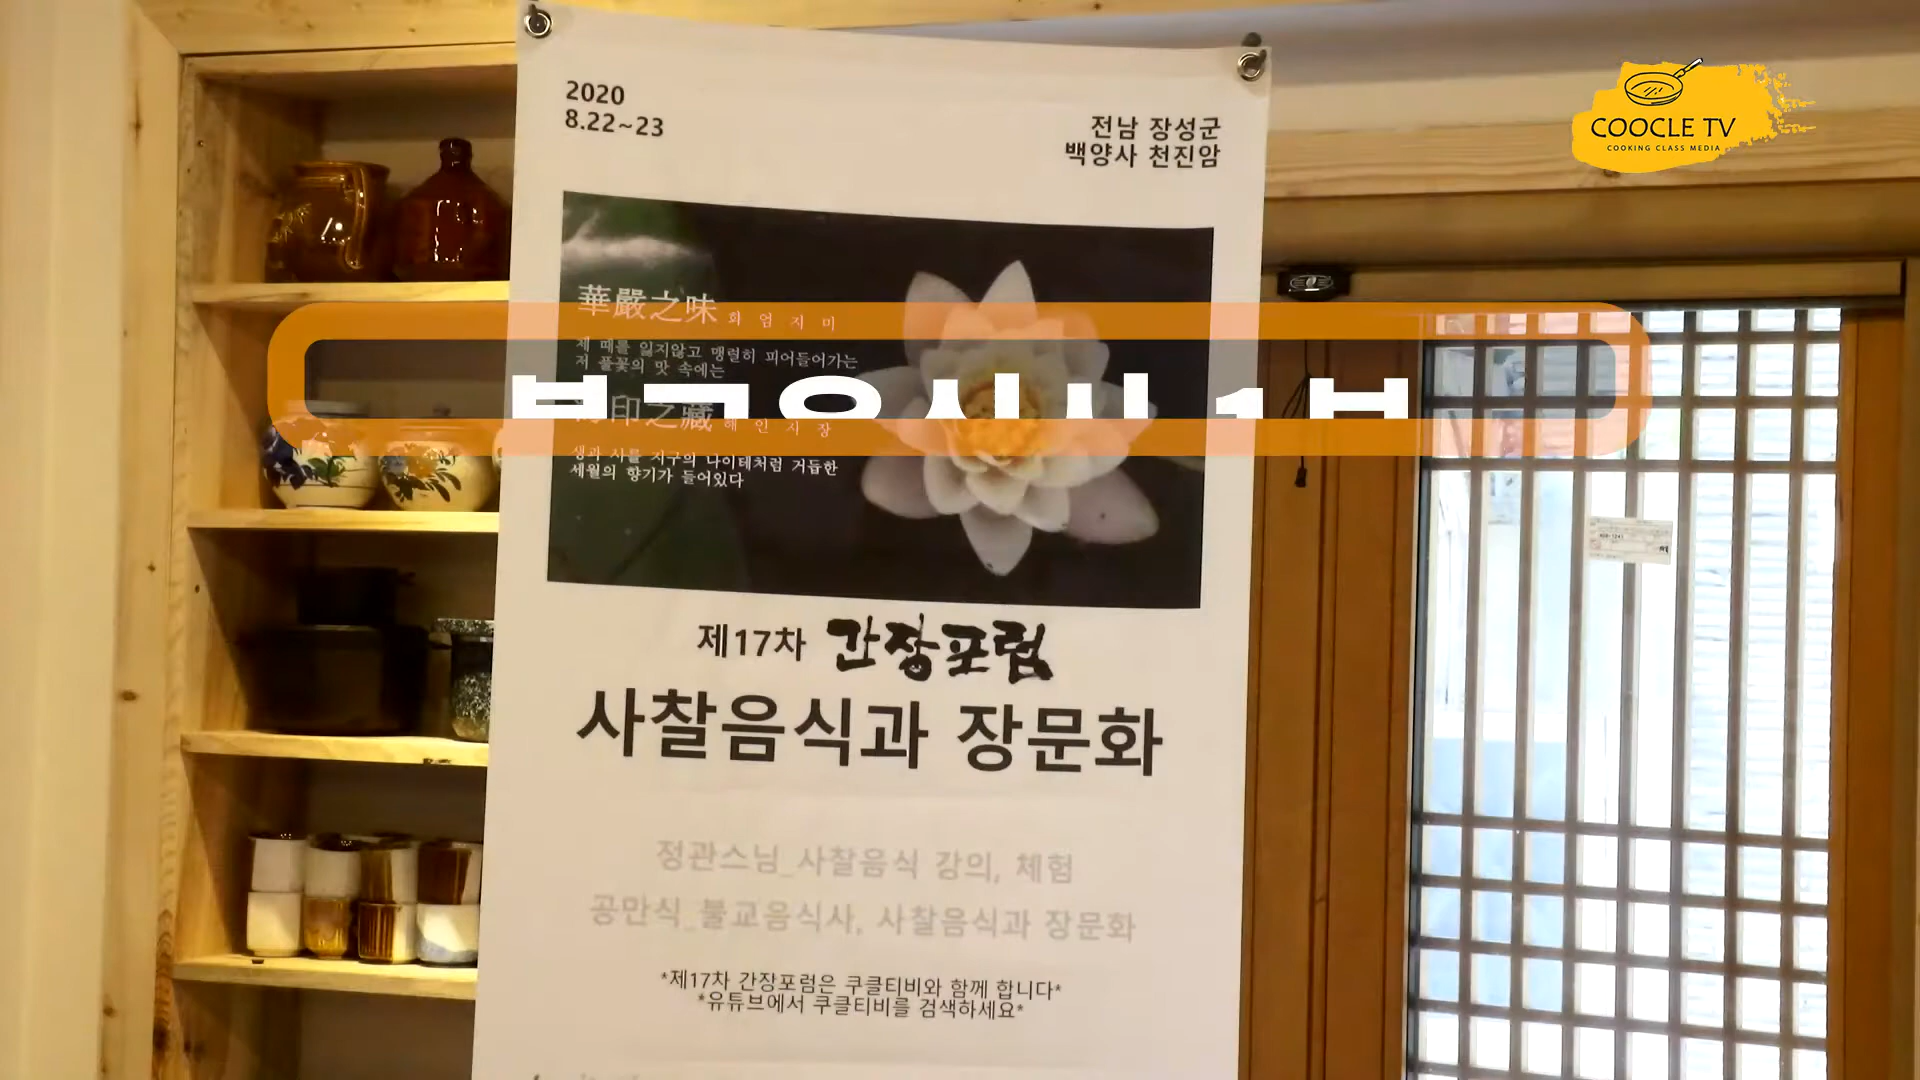 2020
8.22~23
전남 장성군
백양사 천진암
COOCLE TV
COOKING CLASS MEDIA
華嚴之味 화엄지미
제 때를 잃지않고 맹렬히 피어들어가는
저 풀꽃의 맛 속에는
印之藏 해인지장
생과 사를 지구의 나이테처럼 거듭한
세월의 향기가 들어있다
제17차 간장포럼
사찰음식과 장문화
정관스님_사찰음식 강의, 체험
공만식_불교음식사, 사찰음식과 장문화
*제17차 간장포럼은 쿠클티비와 함께 합니다*
*유튜브에서 쿠클티비를 검색하세요*